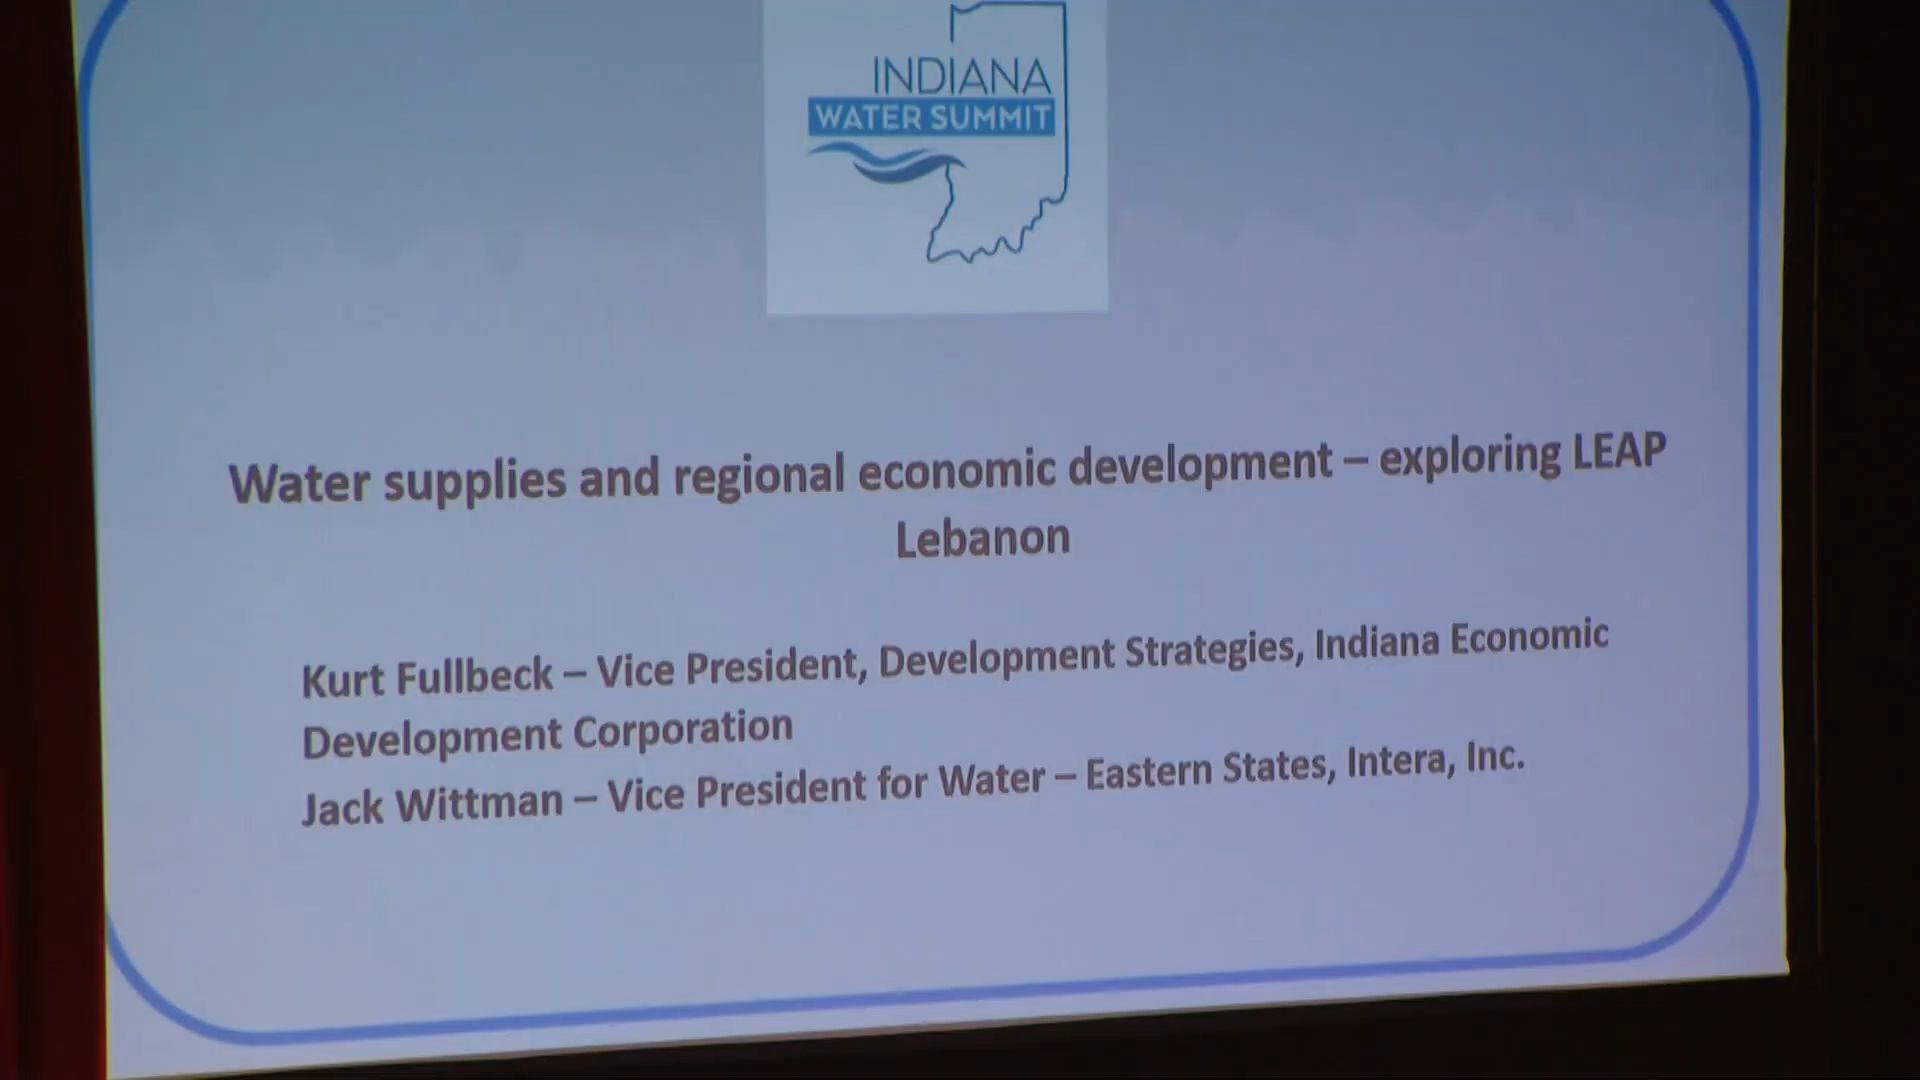 INDIANA
WATER SUMMIT
Water supplies and regional economic development – exploring LEAP
Lebanon
Kurt Fullbeck – Vice President, Development Strategies, Indiana Economic
Development Corporation
Jack Wittman – Vice President for Water – Eastern States, Intera, Inc.